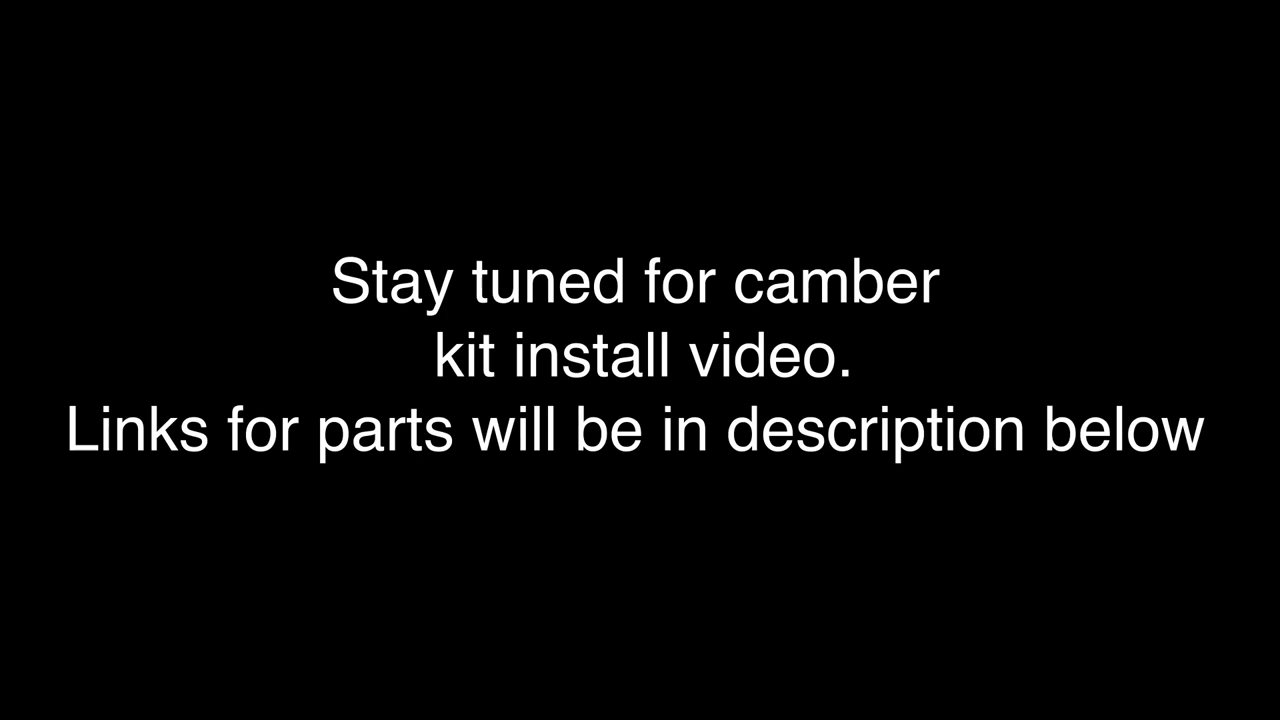 Stay tuned for camber
kit install video.
Links for parts will be in description below